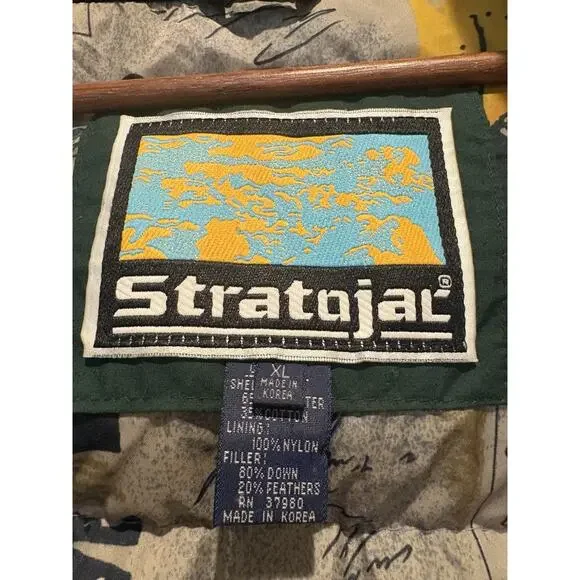 Stratojac®
XL
MADE IN
KOREA
35% COTTON
LINING:
100% NYLON
FILLER:
80% DOWN
20% FEATHERS
RN 37980
MADE IN KOREA